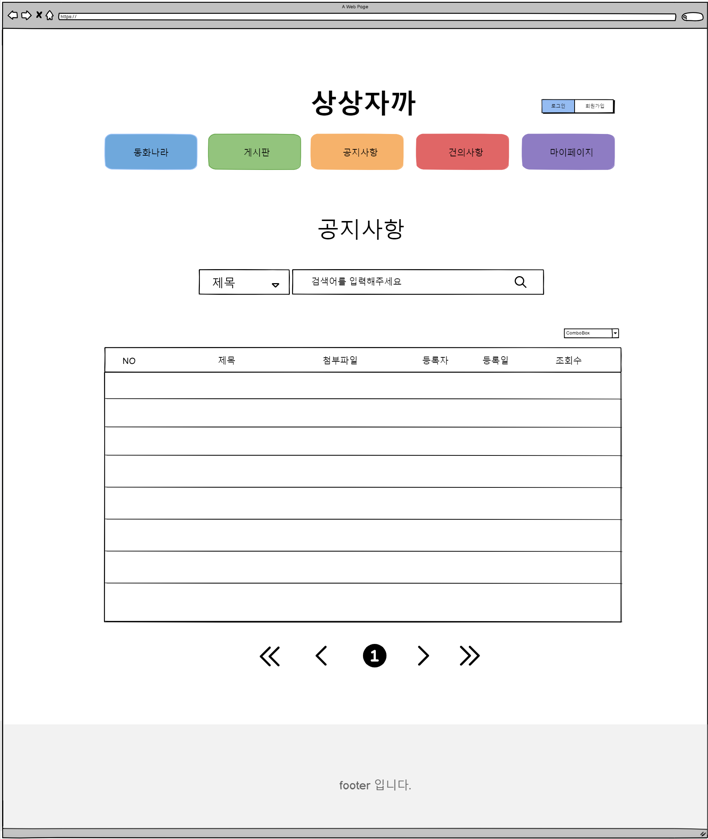 A Web Page
https://
상상자까
로그인 회원가입
동화나라 게시판 공지사항 건의사항 마이페이지
공지사항
제목 검색어를 입력해주세요
ComboBox
NO 제목 첨부파일 등록자 등록일 조회수
1
footer 입니다.